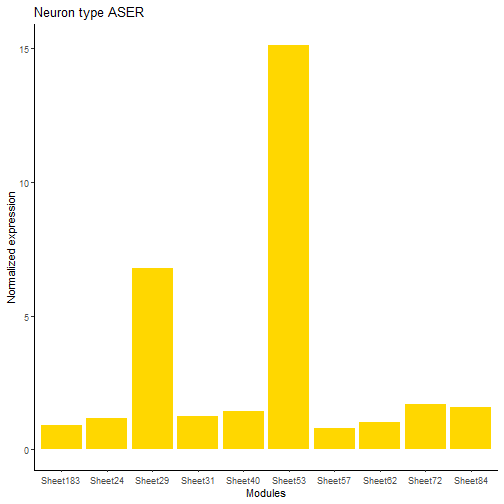 Neuron type ASER
Normalized expression
15
10
5
0
Sheet183 Sheet24 Sheet29 Sheet31 Sheet40 Sheet53 Sheet57 Sheet62 Sheet72 Sheet84
Modules